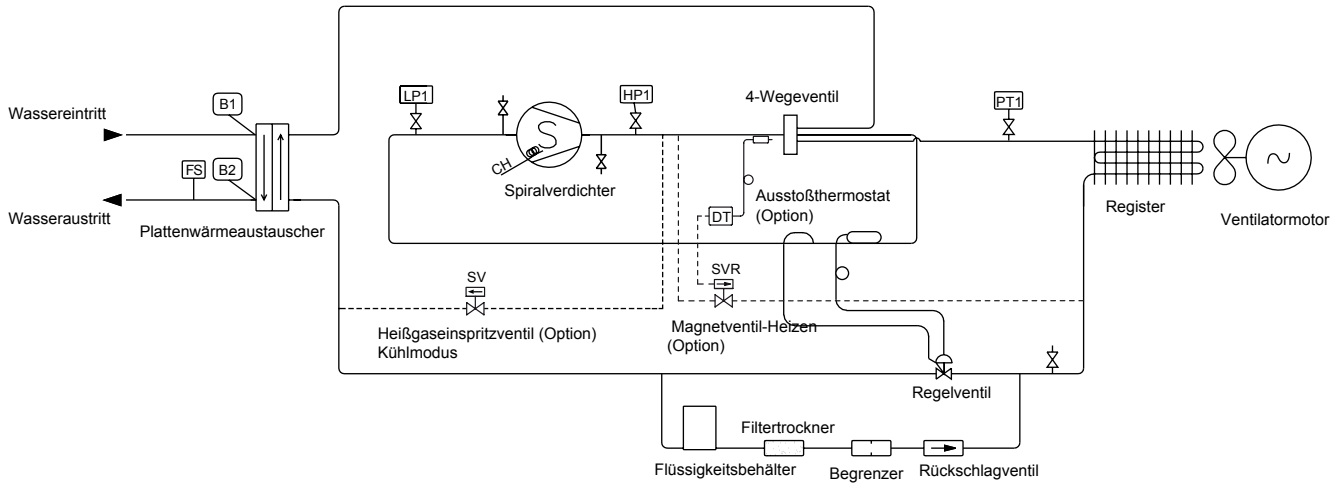 4-Wegeventil
B1
LP1
HP1
PT1
Wassereintritt
S
CH
FS
B2
Spiralverdichter
Ausstoßthermostat
(Option)
DT
Wasseraustritt
Plattenwärmeaustauscher
Register
Ventilatormotor
SV
SVR
Heißgaseinspritzventil (Option)
Kühlmodus
Magnetventil-Heizen
(Option)
Regelventil
Filtertrockner
Flüssigkeitsbehälter
Begrenzer
Rückschlagventil